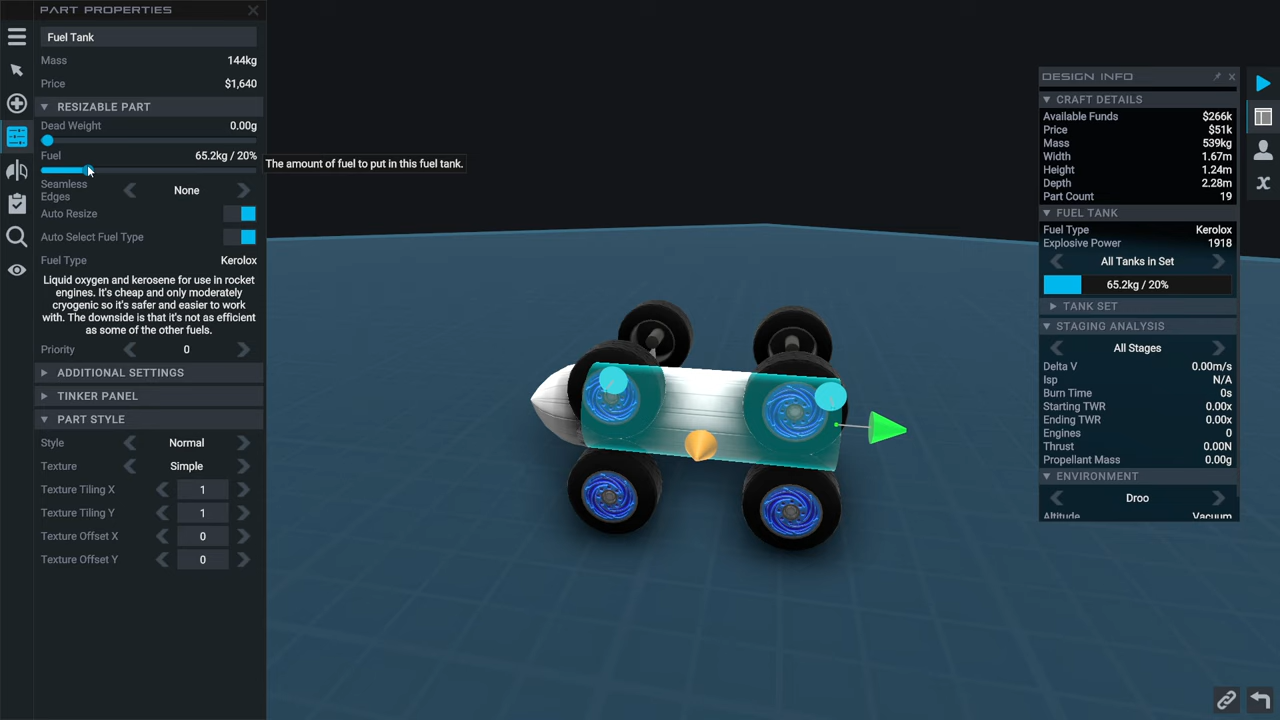 PART PROPERTIES
Fuel Tank
Mass 144kg
Price $1,640
RESIZABLE PART
Dead Weight 0.00g
Fuel 65.2kg / 20%
The amount of fuel to put in this fuel tank.
Seamless Edges None
Auto Resize
Auto Select Fuel Type
Fuel Type Kerolox
Liquid oxygen and kerosene for use in rocket
engines. It's cheap and only moderately
cryogenic so it's safer and easier to work
with. The downside is that it's not as efficient
as some of the other fuels.
Priority 0
ADDITIONAL SETTINGS
TINKER PANEL
PART STYLE
Style Normal
Texture Simple
Texture Tiling X 1
Texture Tiling Y 1
Texture Offset X 0
Texture Offset Y 0
DESIGN INFO
CRAFT DETAILS
Available Funds $266k
Price $51k
Mass 539kg
Width 1.67m
Height 1.24m
Depth 2.28m
Part Count 19
FUEL TANK
Fuel Type Kerolox
Explosive Power 1918
All Tanks in Set
65.2kg / 20%
TANK SET
STAGING ANALYSIS
All Stages
Delta V 0.00m/s
Isp N/A
Burn Time 0s
Starting TWR 0.00x
Ending TWR 0.00x
Engines 0
Thrust 0.00N
Propellant Mass 0.00g
ENVIRONMENT
Droo
Altitude Vacuum